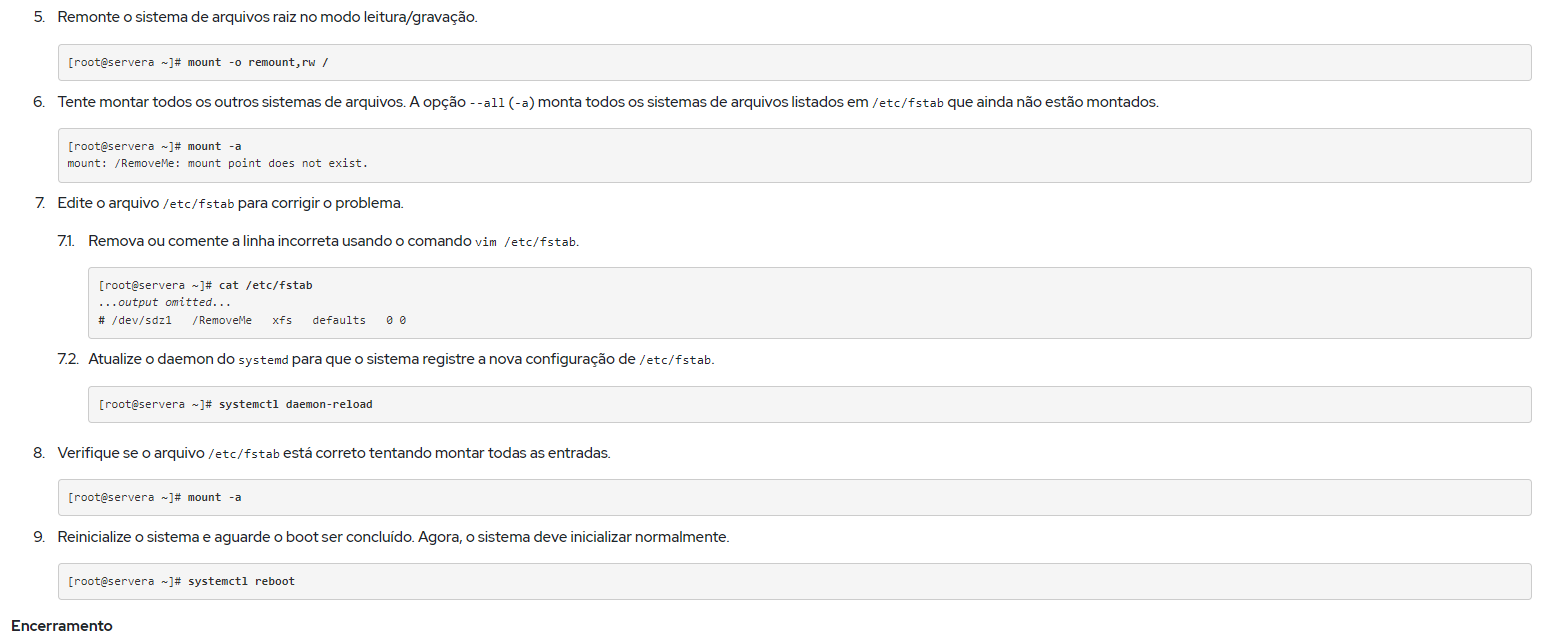 5. Remonte o sistema de arquivos raiz no modo leitura/gravação.
[root@servera ~]# mount -o remount,rw /
6. Tente montar todos os outros sistemas de arquivos. A opção --all (-a) monta todos os sistemas de arquivos listados em /etc/fstab que ainda não estão montados.
[root@servera ~]# mount -a
mount: /RemoveMe: mount point does not exist.
7. Edite o arquivo /etc/fstab para corrigir o problema.
7.1. Remova ou comente a linha incorreta usando o comando vim /etc/fstab.
[root@servera ~]# cat /etc/fstab
...output omitted...
# /dev/sdz1   /RemoveMe   xfs   defaults   0 0
7.2. Atualize o daemon do systemd para que o sistema registre a nova configuração de /etc/fstab.
[root@servera ~]# systemctl daemon-reload
8. Verifique se o arquivo /etc/fstab está correto tentando montar todas as entradas.
[root@servera ~]# mount -a
9. Reinicialize o sistema e aguarde o boot ser concluído. Agora, o sistema deve inicializar normalmente.
[root@servera ~]# systemctl reboot
Encerramento